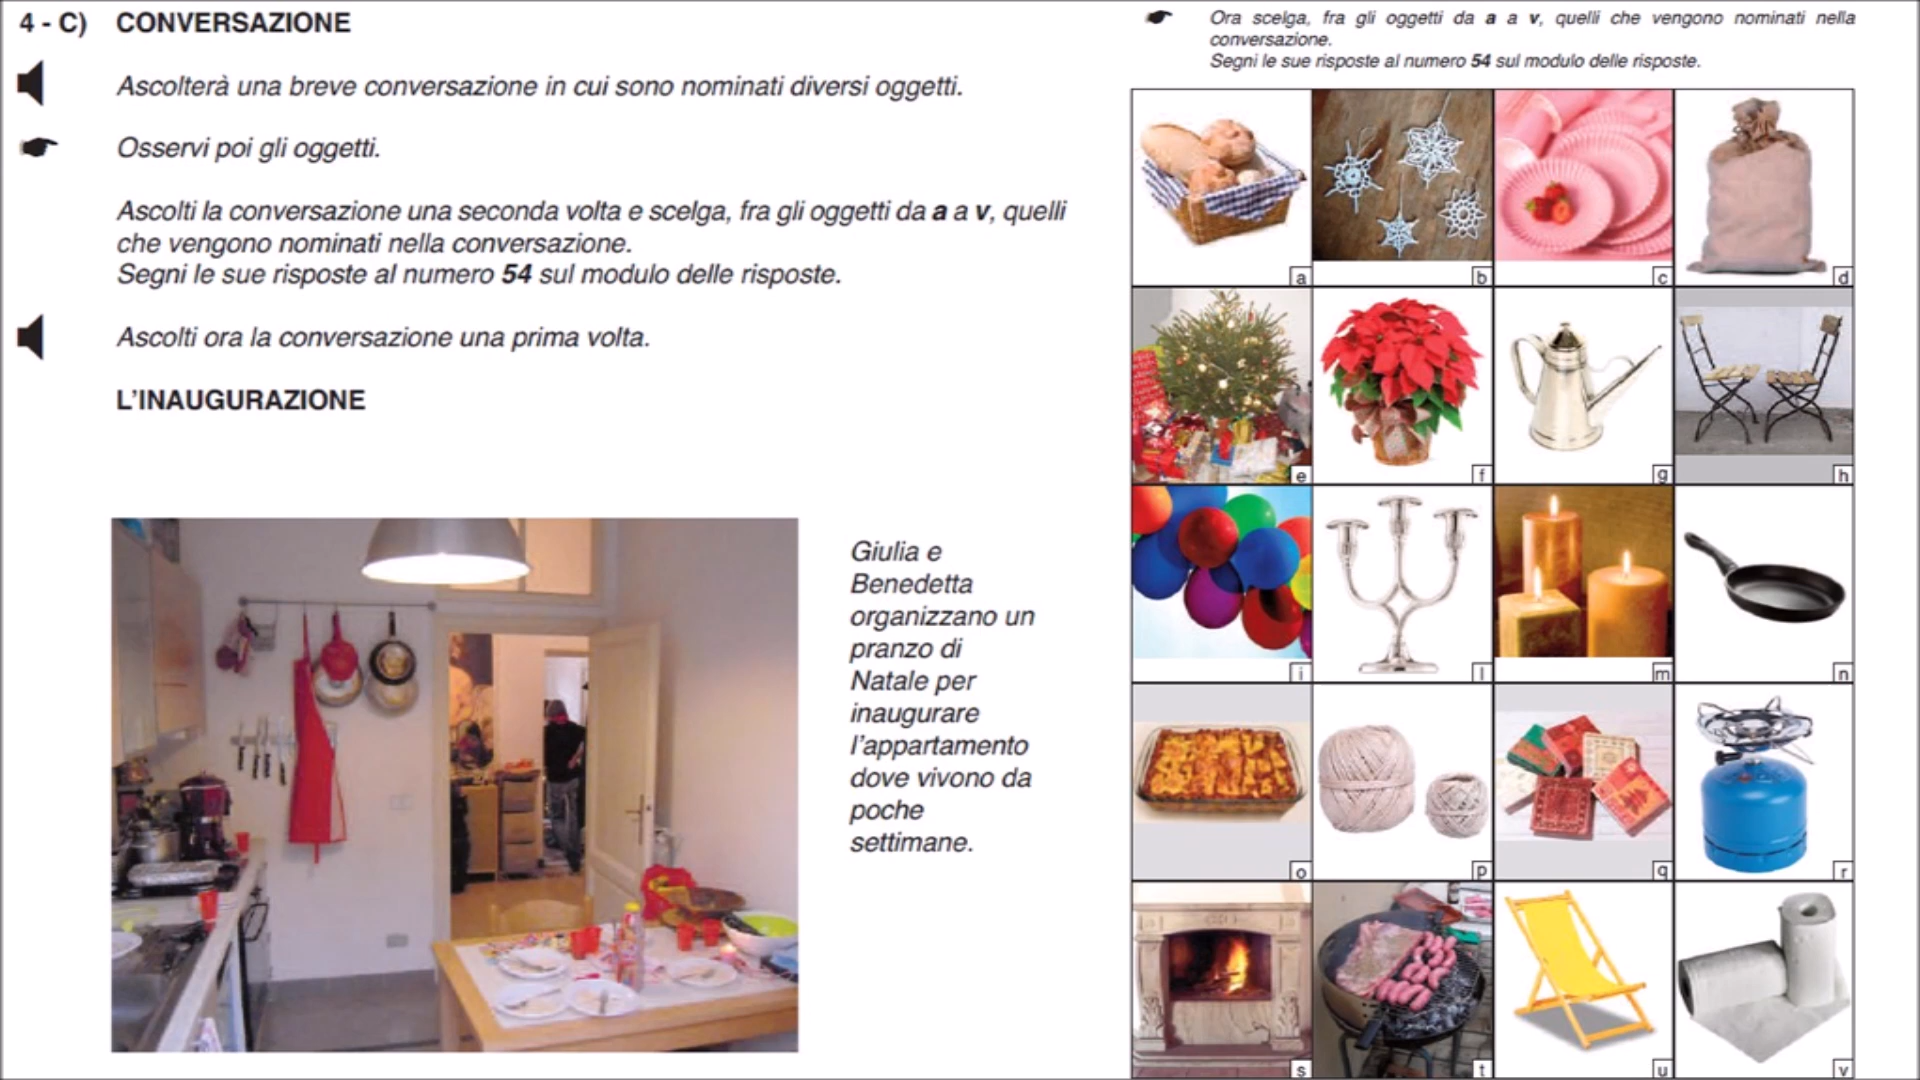 4 - C) CONVERSAZIONE
Ascolterà una breve conversazione in cui sono nominati diversi oggetti.
Osservi poi gli oggetti.
Ascolti la conversazione una seconda volta e scelga, fra gli oggetti da a a v, quelli
che vengono nominati nella conversazione.
Segni le sue risposte al numero 54 sul modulo delle risposte.
Ascolti ora la conversazione una prima volta.
L'INAUGURAZIONE
Giulia e
Benedetta
organizzano un
pranzo di
Natale per
inaugurare
l'appartamento
dove vivono da
poche
settimane.
Ora scelga, fra gli oggetti da a a v, quelli che vengono nominati nella
conversazione.
Segni le sue risposte al numero 54 sul modulo delle risposte.
a
b
c
d
e
f
g
h
i
l
m
n
o
p
q
r
s
t
u
v